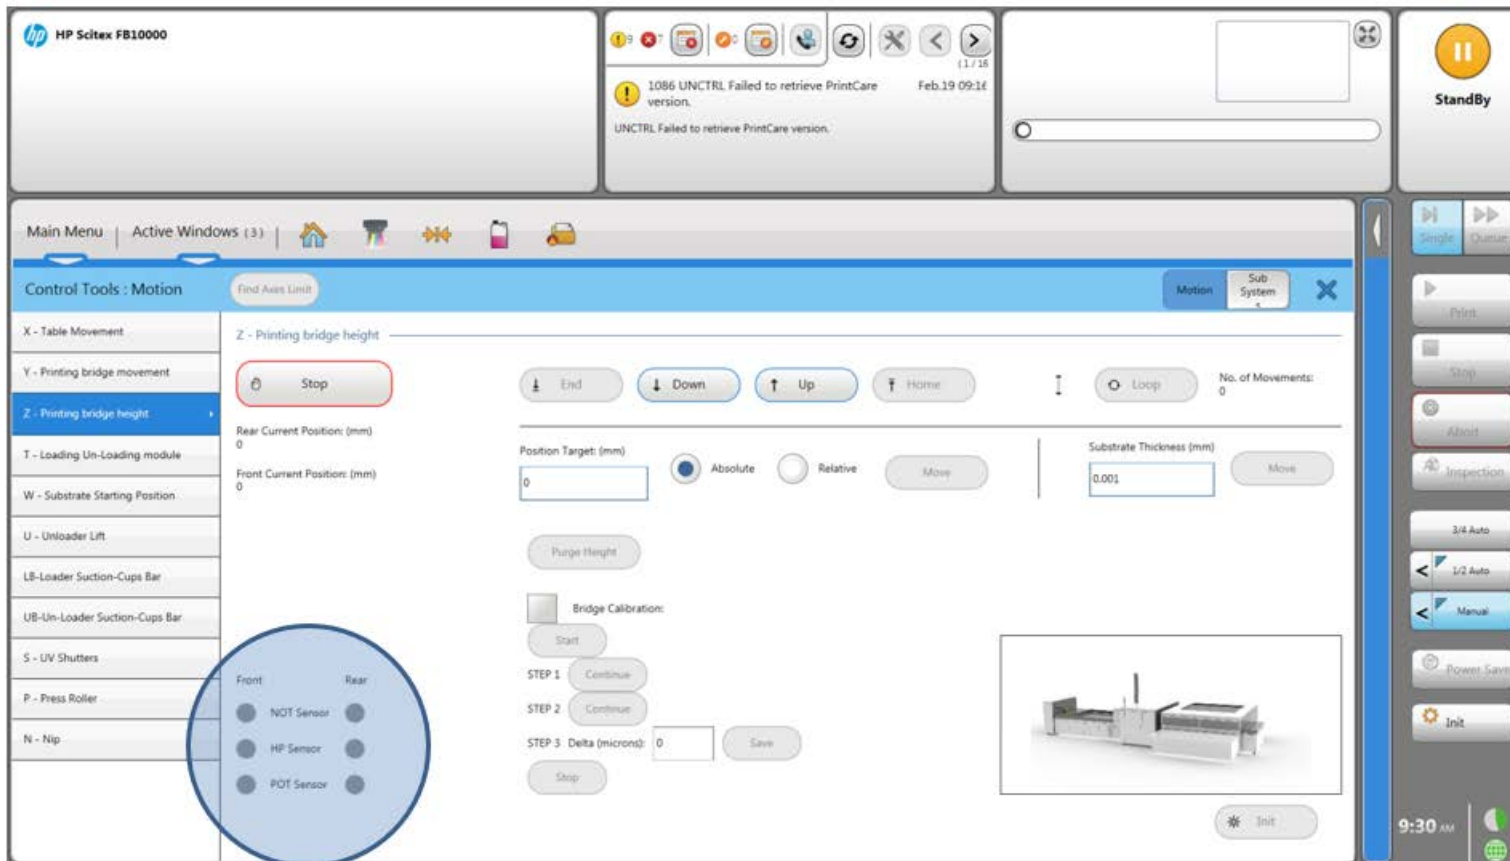 hp HP Scitex FB10000
9 7 0
(1 / 16
1086 UNCTRL Failed to retrieve PrintCare version. Feb.19 09:16
UNCTRL Failed to retrieve PrintCare version.
StandBy
Main Menu | Active Windows (3) |
Single Queue
Control Tools : Motion Find Axes Limit Motion Sub System s
Print
Stop
Abort
Inspection
3/4 Auto
< 1/2 Auto
< Manual
Power Save
Init
9:30 AM
X - Table Movement
Y - Printing bridge movement
Z - Printing bridge height
T - Loading Un-Loading module
W - Substrate Starting Position
U - Unloader Lift
LB-Loader Suction-Cups Bar
UB-Un-Loader Suction-Cups Bar
S - UV Shutters
P - Press Roller
N - Nip
Z - Printing bridge height
Stop End Down Up Home Loop No. of Movements:
0
Rear Current Position: (mm)
0
Front Current Position: (mm)
0
Position Target: (mm)
0
Absolute Relative Move
Substrate Thickness (mm)
0.001 Move
Purge Height
Bridge Calibration:
Start
STEP 1 Continue
STEP 2 Continue
STEP 3 Delta (microns): 0 Save
Stop
Front Rear
NOT Sensor
HP Sensor
POT Sensor
Init